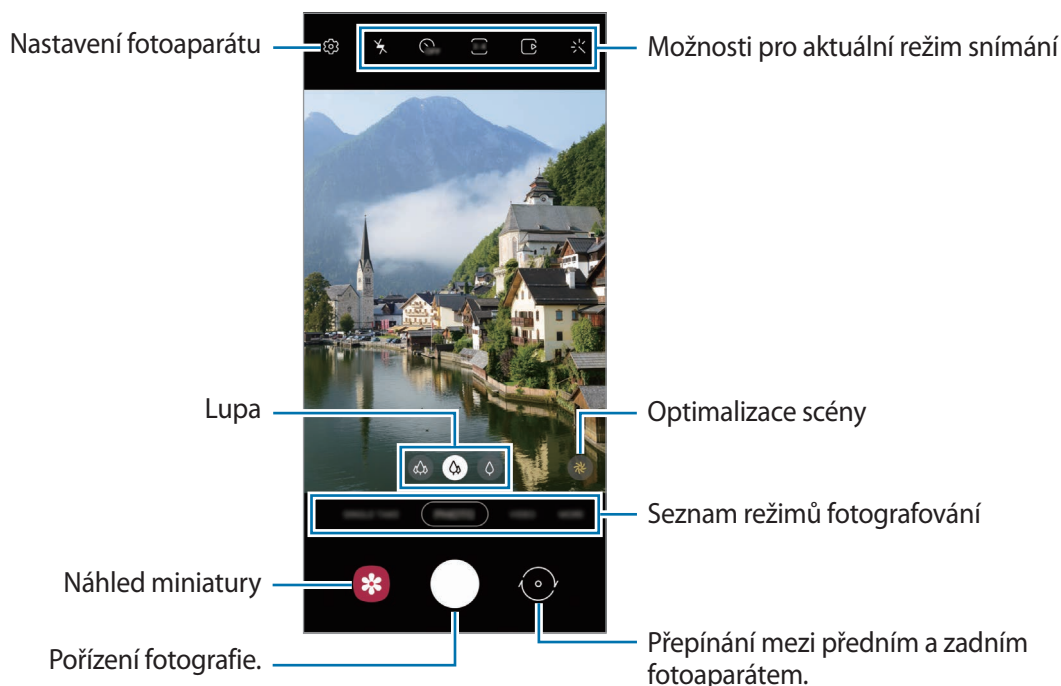 Nastavení fotoaparátu
Možnosti pro aktuální režim snímání
Lupa
Optimalizace scény
Seznam režimů fotografování
PHOTO
Náhled miniatury
Pořízení fotografie.
Přepínání mezi předním a zadním
fotoaparátem.